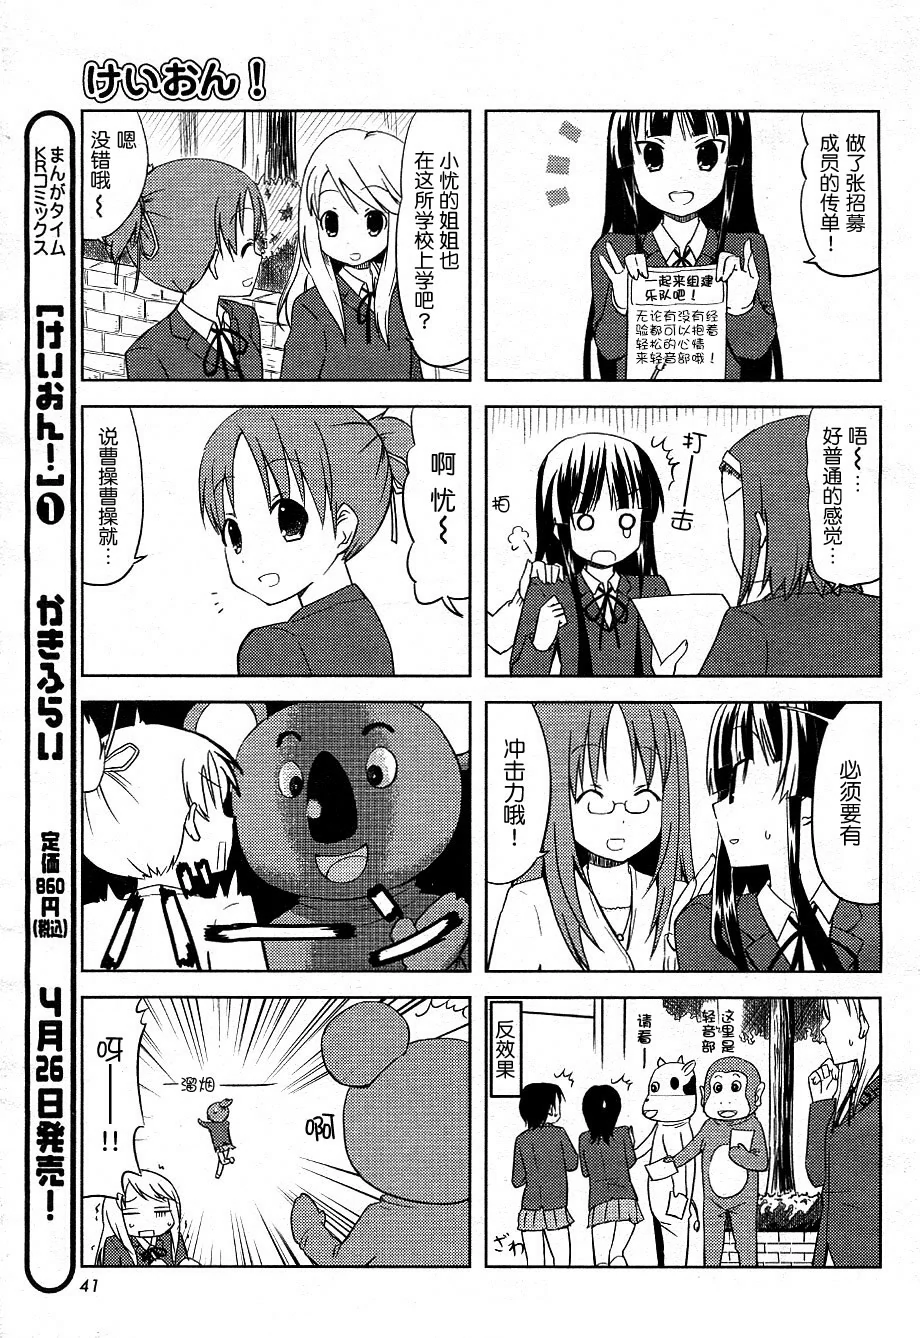 けいおん！
做了张招募
成员的传单！
一起来组建
乐队吧！
无论有没有经
验都可以抱着
轻松的心情
来轻音部哦！
唔～
好普通的感觉…
打—击
拍
必须要有
冲击力哦！
反效果
请看—
这里是
轻音部
ざわ
小忧的姐姐也
在这所学校上学吧？
嗯
没错哦～
啊
忧～
说曹操曹操就…
呀—!!
溜烟
啊
まんがタイム
KRコミックス
【けいおん！】①
かきふらい
定価860円(税込)
4月26日発売！
41